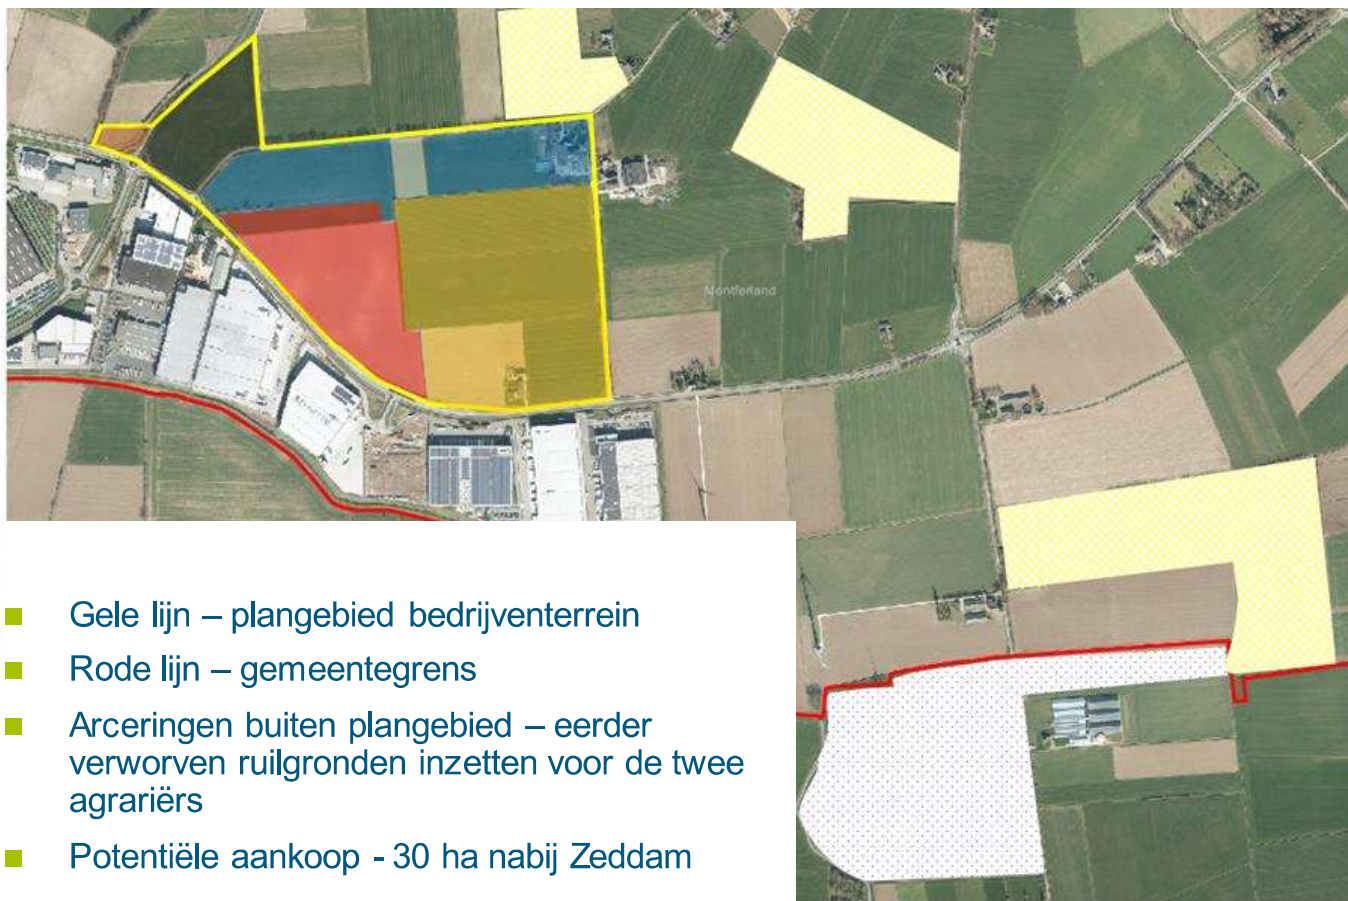 Montferland
Gele lijn – plangebied bedrijventerrein
Rode lijn – gemeentegrens
Arceringen buiten plangebied – eerder
verworven ruilgronden inzetten voor de twee
agrariërs
Potentiële aankoop - 30 ha nabij Zeddam